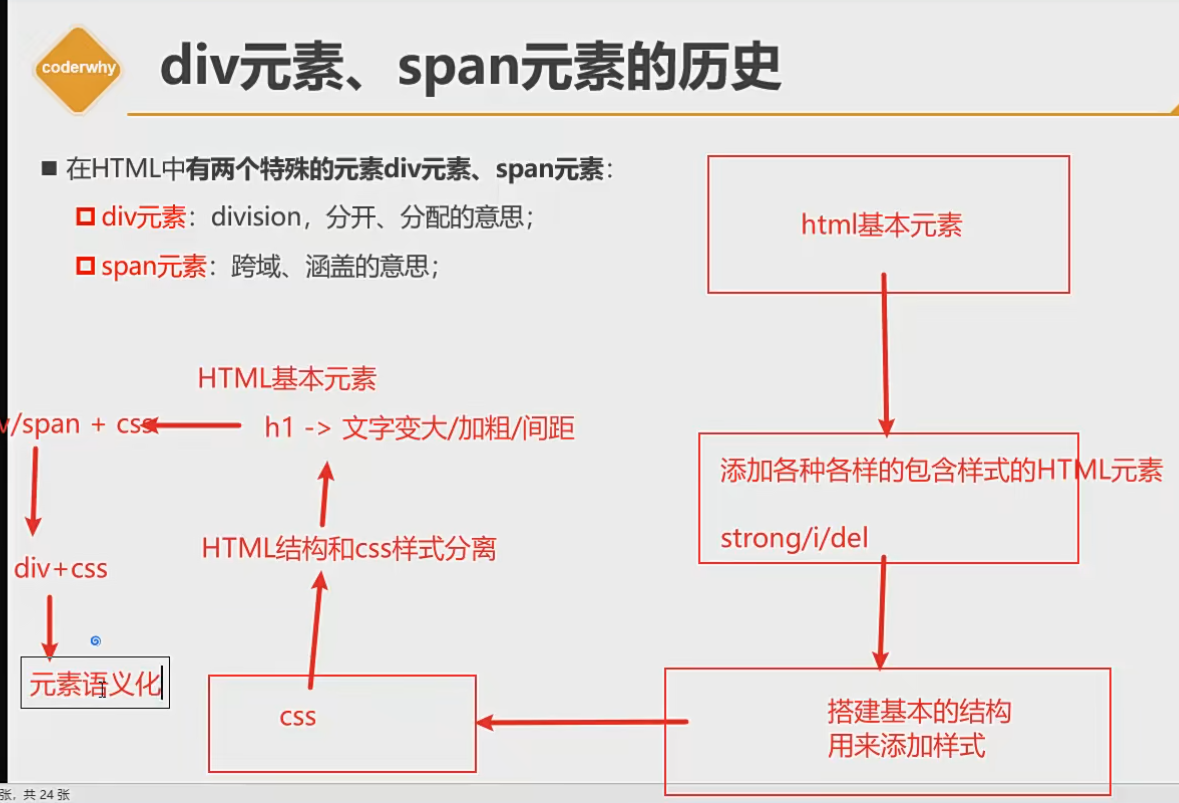 coderwhy
div元素、span元素的历史
■ 在HTML中有两个特殊的元素div元素、span元素：
div元素：division，分开、分配的意思；
span元素：跨域、涵盖的意思；
html基本元素
HTML基本元素
/span + css
h1 -> 文字变大/加粗/间距
添加各种各样的包含样式的HTML元素
strong/i/del
HTML结构和css样式分离
div+css
元素语义化
css
搭建基本的结构
用来添加样式
张，共 24 张